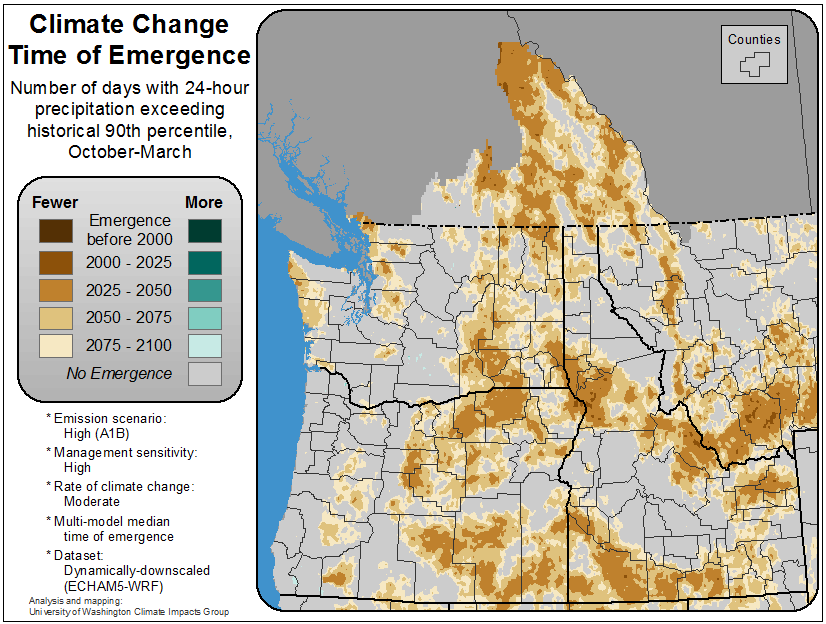 Climate Change
Time of Emergence
Number of days with 24-hour
precipitation exceeding
historical 90th percentile,
October-March
Fewer
More
Emergence
before 2000
2000 - 2025
2025 - 2050
2050 - 2075
2075 - 2100
No Emergence
* Emission scenario:
High (A1B)
* Management sensitivity:
High
* Rate of climate change:
Moderate
* Multi-model median
time of emergence
* Dataset:
Dynamically-downscaled
(ECHAM5-WRF)
Analysis and mapping:
University of Washington Climate Impacts Group
Counties